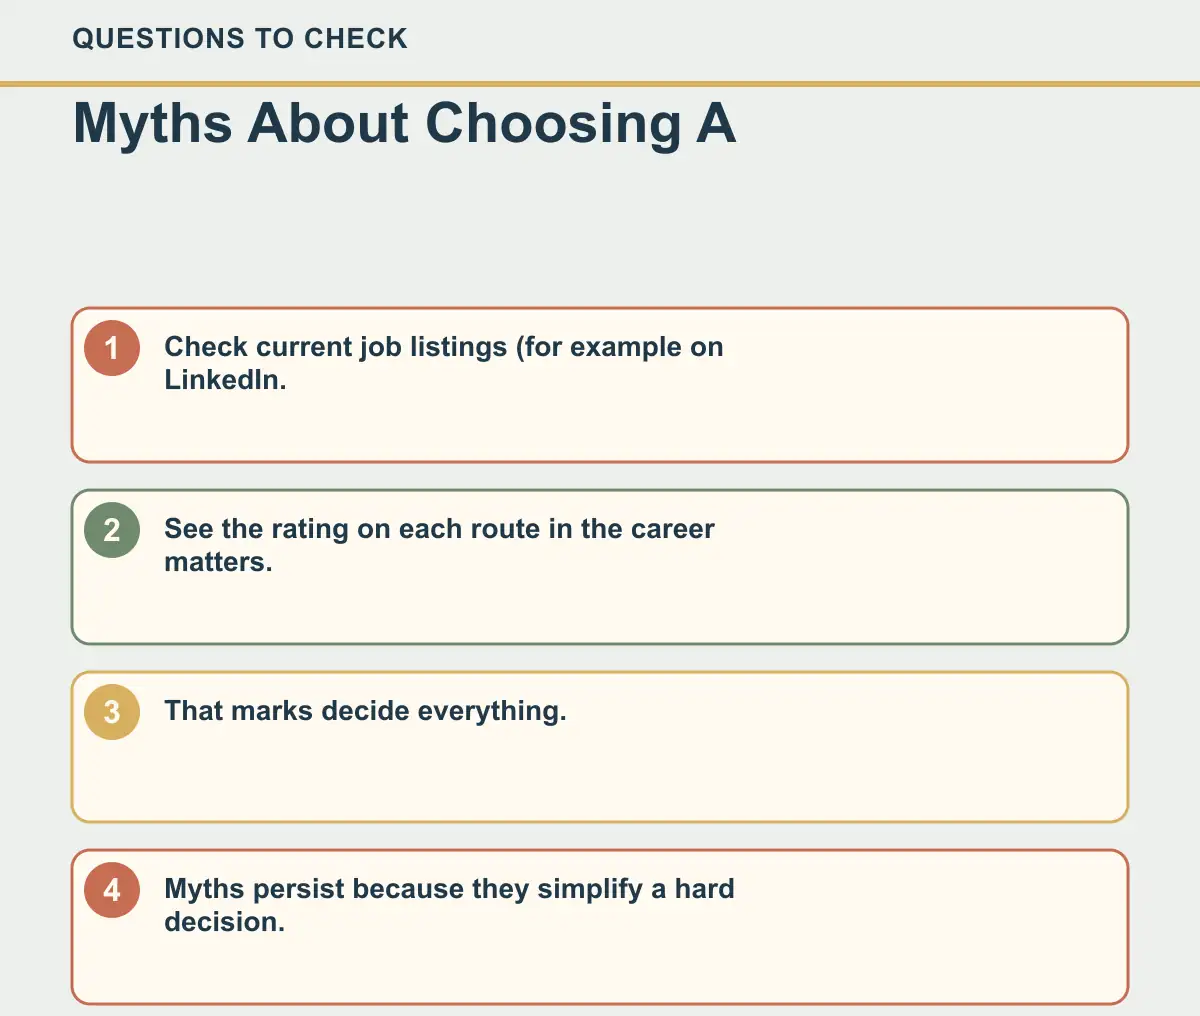 QUESTIONS TO CHECK
Myths About Choosing A
1
Check current job listings (for example on
LinkedIn.
2
See the rating on each route in the career
matters.
3
That marks decide everything.
4
Myths persist because they simplify a hard
decision.